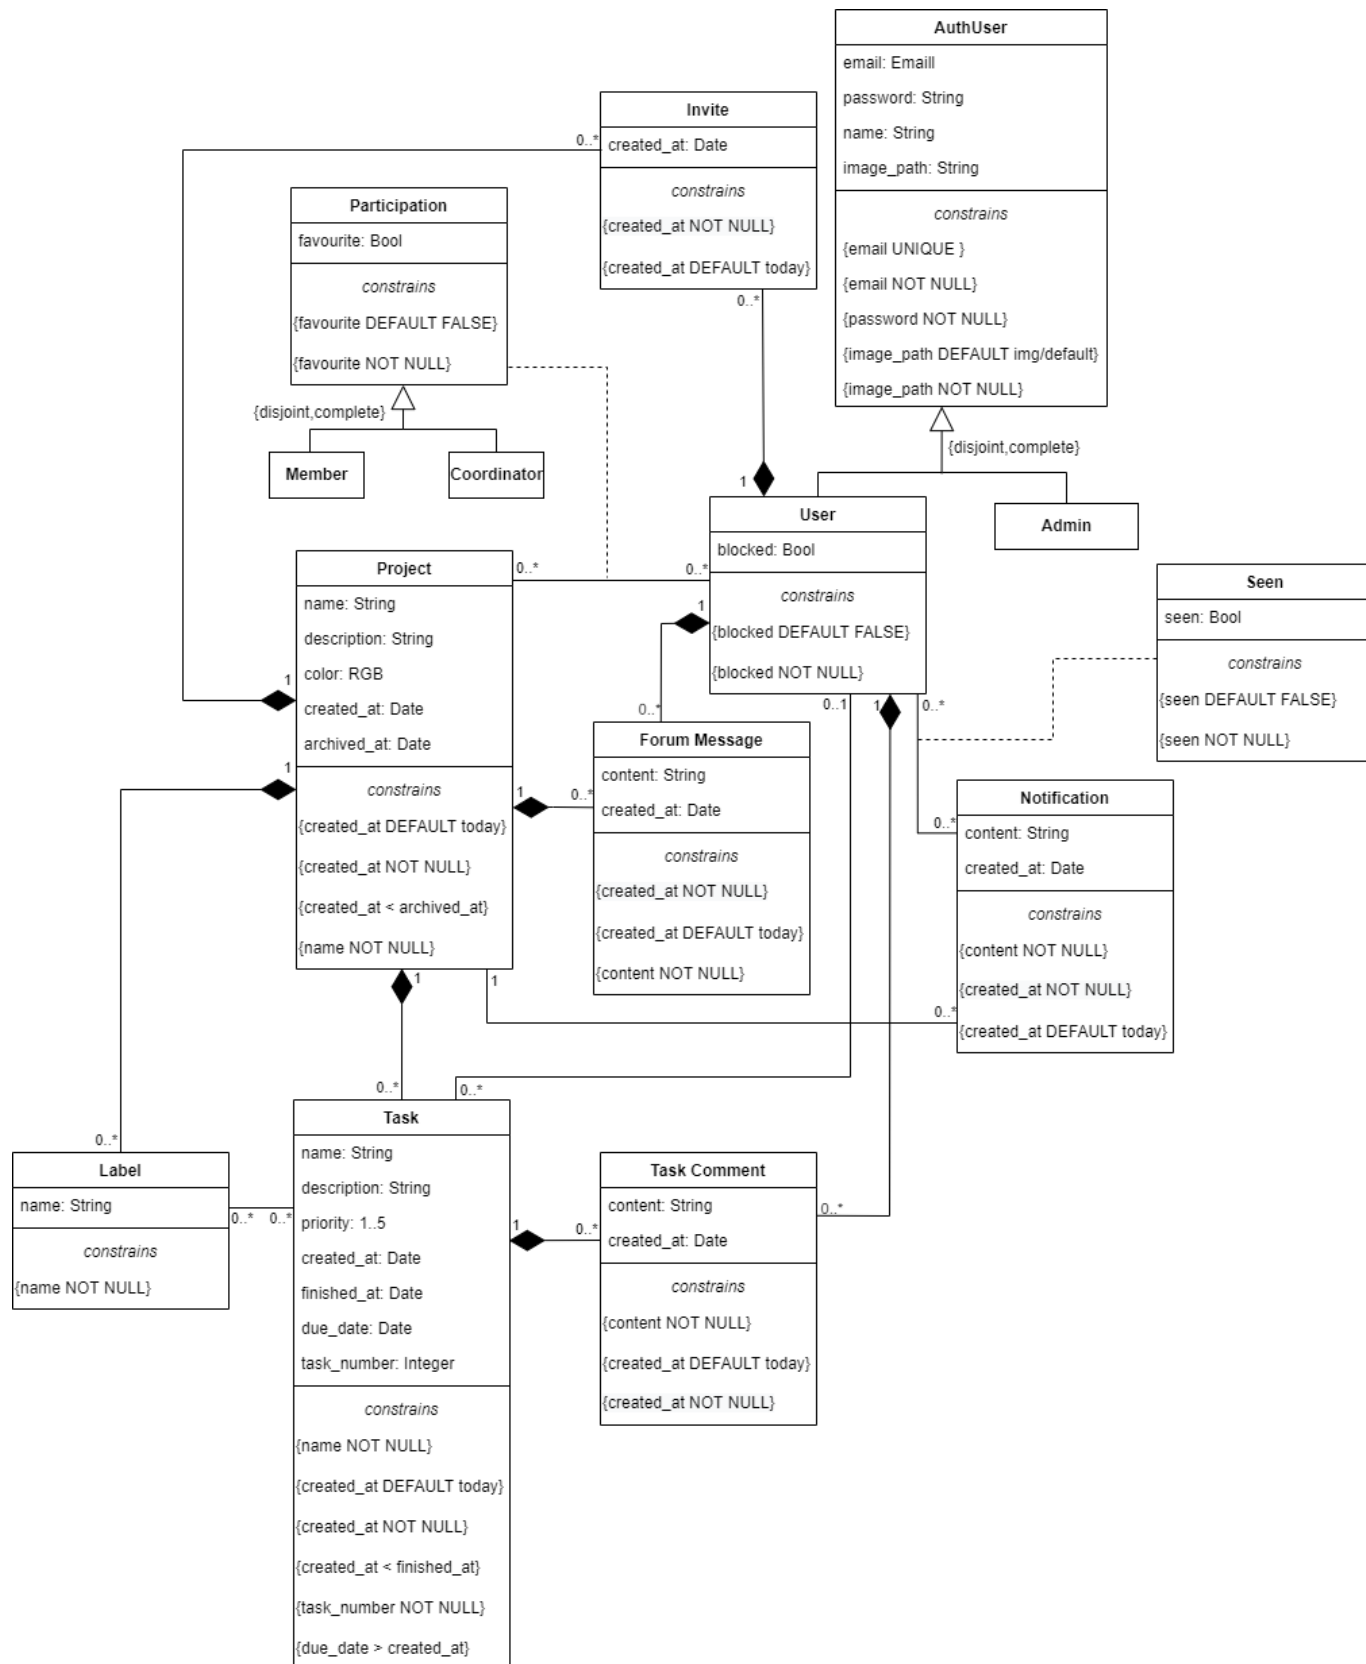 AuthUser
email: Emaill
password: String
name: String
image_path: String
constrains
{email UNIQUE }
{email NOT NULL}
{password NOT NULL}
{image_path DEFAULT img/default}
{image_path NOT NULL}
{disjoint,complete}
Invite
created_at: Date
constrains
{created_at NOT NULL}
{created_at DEFAULT today}
0..*
0..*
1
Participation
favourite: Bool
constrains
{favourite DEFAULT FALSE}
{favourite NOT NULL}
{disjoint,complete}
Member
Coordinator
User
blocked: Bool
constrains
{blocked DEFAULT FALSE}
{blocked NOT NULL}
Admin
Seen
seen: Bool
constrains
{seen DEFAULT FALSE}
{seen NOT NULL}
Project
name: String
description: String
color: RGB
created_at: Date
archived_at: Date
constrains
{created_at DEFAULT today}
{created_at NOT NULL}
{created_at < archived_at}
{name NOT NULL}
0..*
0..*
1
1
1
0..*
1
0..*
0..1
1
0..*
Forum Message
content: String
created_at: Date
constrains
{created_at NOT NULL}
{created_at DEFAULT today}
{content NOT NULL}
Notification
content: String
created_at: Date
constrains
{content NOT NULL}
{created_at NOT NULL}
{created_at DEFAULT today}
0..*
1
1
0..*
0..*
0..*
0..*
Label
name: String
constrains
{name NOT NULL}
0..*
0..*
Task
name: String
description: String
priority: 1..5
created_at: Date
finished_at: Date
due_date: Date
task_number: Integer
constrains
{name NOT NULL}
{created_at DEFAULT today}
{created_at NOT NULL}
{created_at < finished_at}
{task_number NOT NULL}
{due_date > created_at}
1
0..*
0..*
Task Comment
content: String
created_at: Date
constrains
{content NOT NULL}
{created_at DEFAULT today}
{created_at NOT NULL}